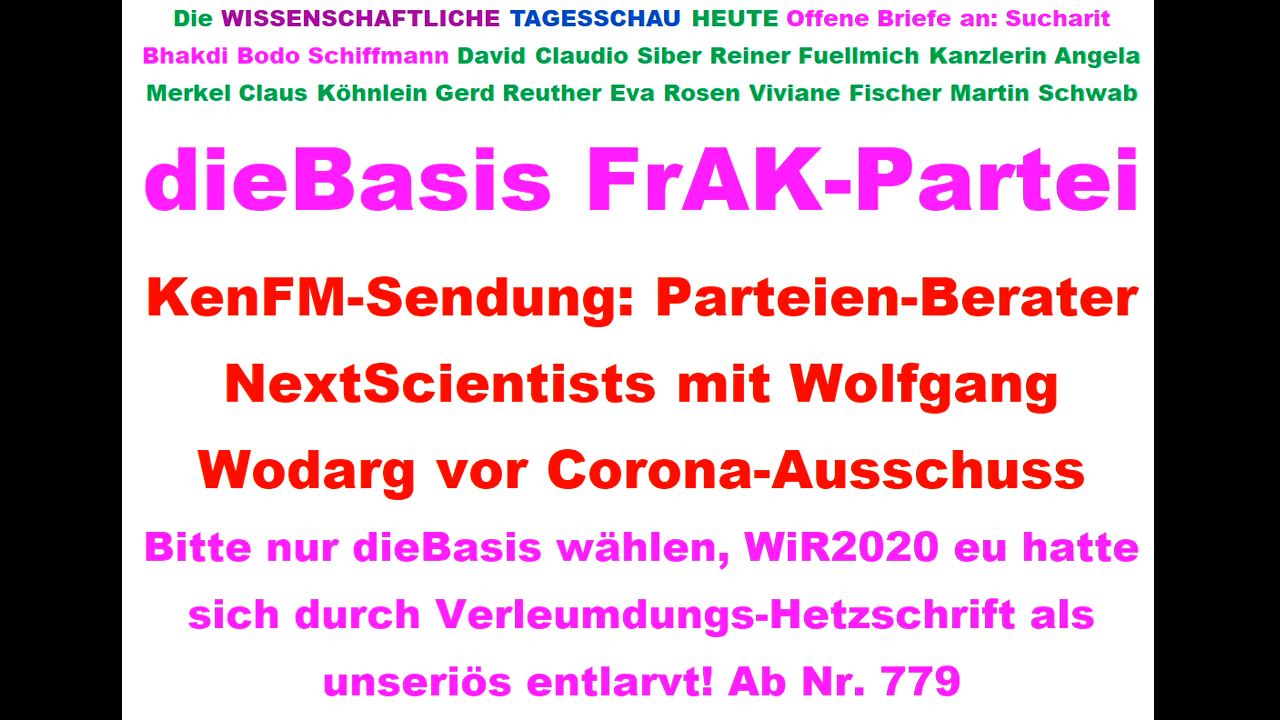 Die WISSENSCHAFTLICHE TAGESSCHAU HEUTE Offene Briefe an: Sucharit
Bhakdi Bodo Schiffmann David Claudio Siber Reiner Fuellmich Kanzlerin Angela
Merkel Claus Köhnlein Gerd Reuther Eva Rosen Viviane Fischer Martin Schwab
dieBasis FrAK-Partei
KenFM-Sendung: Parteien-Berater
NextScientists mit Wolfgang
Wodarg vor Corona-Ausschuss
Bitte nur dieBasis wählen, WiR2020 eu hatte
sich durch Verleumdungs-Hetzschrift als
unseriös entlarvt! Ab Nr. 779